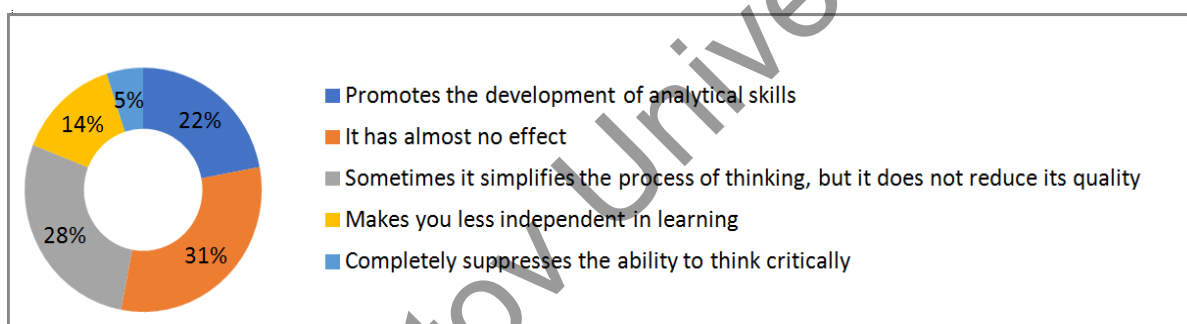 5%
22%
14%
28%
31%
Promotes the development of analytical skills
It has almost no effect
Sometimes it simplifies the process of thinking, but it does not reduce its quality
Makes you less independent in learning
Completely suppresses the ability to think critically